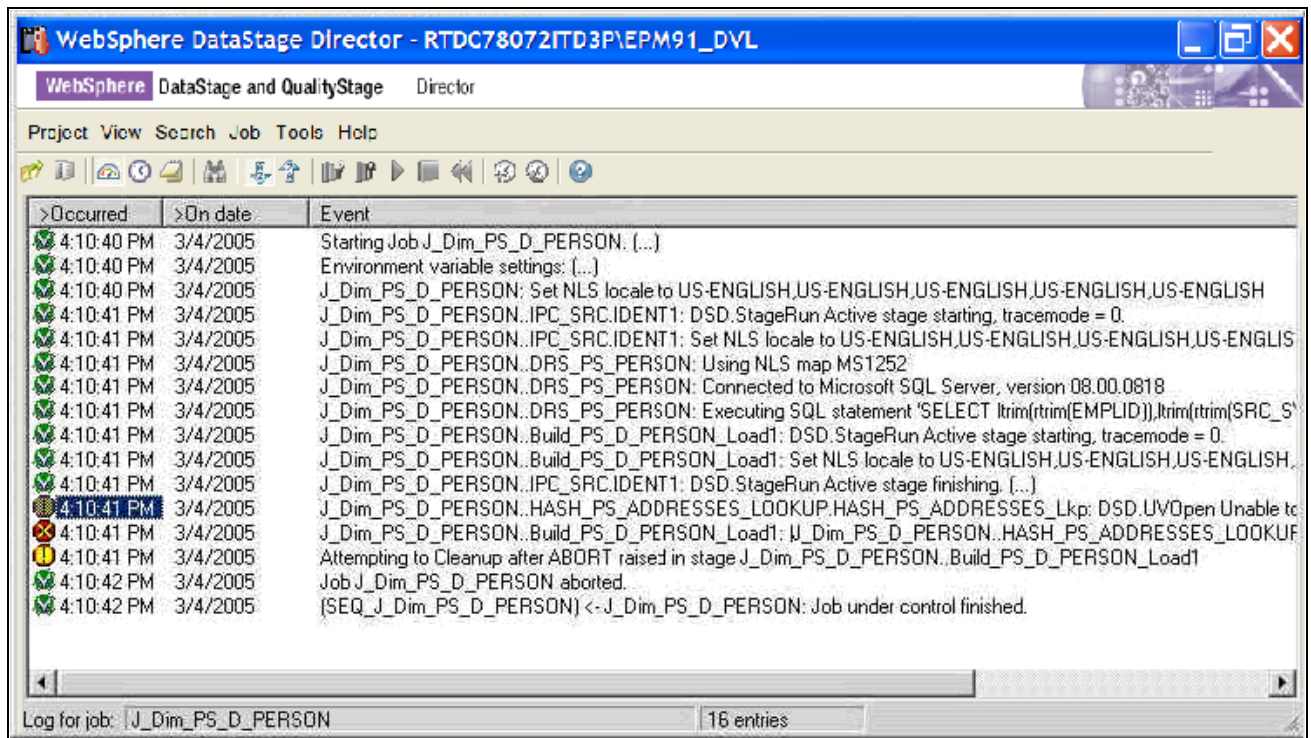 WebSphere DataStage Director - RTDC78072ITD3P\EPM91_DVL
WebSphere DataStage and QualityStage Director
Project View Search Job Tools Help
>Occurred >On date Event
4:10:40 PM 3/4/2005 Starting Job J_Dim_PS_D_PERSON. (...)
4:10:40 PM 3/4/2005 Environment variable settings: (...)
4:10:40 PM 3/4/2005 J_Dim_PS_D_PERSON: Set NLS locale to US-ENGLISH,US-ENGLISH,US-ENGLISH,US-ENGLISH,US-ENGLISH
4:10:41 PM 3/4/2005 J_Dim_PS_D_PERSON..IPC_SRC.IDENT1: DSD.StageRun Active stage starting, tracemode = 0.
4:10:41 PM 3/4/2005 J_Dim_PS_D_PERSON..IPC_SRC.IDENT1: Set NLS locale to US-ENGLISH,US-ENGLISH,US-ENGLISH,US-ENGLIS
4:10:41 PM 3/4/2005 J_Dim_PS_D_PERSON..DRS_PS_PERSON: Using NLS map MS1252
4:10:41 PM 3/4/2005 J_Dim_PS_D_PERSON..DRS_PS_PERSON: Connected to Microsoft SQL Server, version 08.00.0818
4:10:41 PM 3/4/2005 J_Dim_PS_D_PERSON..DRS_PS_PERSON: Executing SQL statement 'SELECT ltrim(rtrim(EMPLID)),ltrim(rtrim(SRC_S
4:10:41 PM 3/4/2005 J_Dim_PS_D_PERSON..Build_PS_D_PERSON_Load1: DSD.StageRun Active stage starting, tracemode = 0.
4:10:41 PM 3/4/2005 J_Dim_PS_D_PERSON..Build_PS_D_PERSON_Load1: Set NLS locale to US-ENGLISH,US-ENGLISH,US-ENGLISH,
4:10:41 PM 3/4/2005 J_Dim_PS_D_PERSON..IPC_SRC.IDENT1: DSD.StageRun Active stage finishing. (...)
4:10:41 PM 3/4/2005 J_Dim_PS_D_PERSON..HASH_PS_ADDRESSES_LOOKUP.HASH_PS_ADDRESSES_Lkp: DSD.UVOpen Unable to
4:10:41 PM 3/4/2005 J_Dim_PS_D_PERSON..Build_PS_D_PERSON_Load1: |J_Dim_PS_D_PERSON..HASH_PS_ADDRESSES_LOOKUP
4:10:41 PM 3/4/2005 Attempting to Cleanup after ABORT raised in stage J_Dim_PS_D_PERSON..Build_PS_D_PERSON_Load1
4:10:42 PM 3/4/2005 Job J_Dim_PS_D_PERSON aborted.
4:10:42 PM 3/4/2005 (SEQ_J_Dim_PS_D_PERSON) <- J_Dim_PS_D_PERSON: Job under control finished.
Log for job: J_Dim_PS_D_PERSON 16 entries